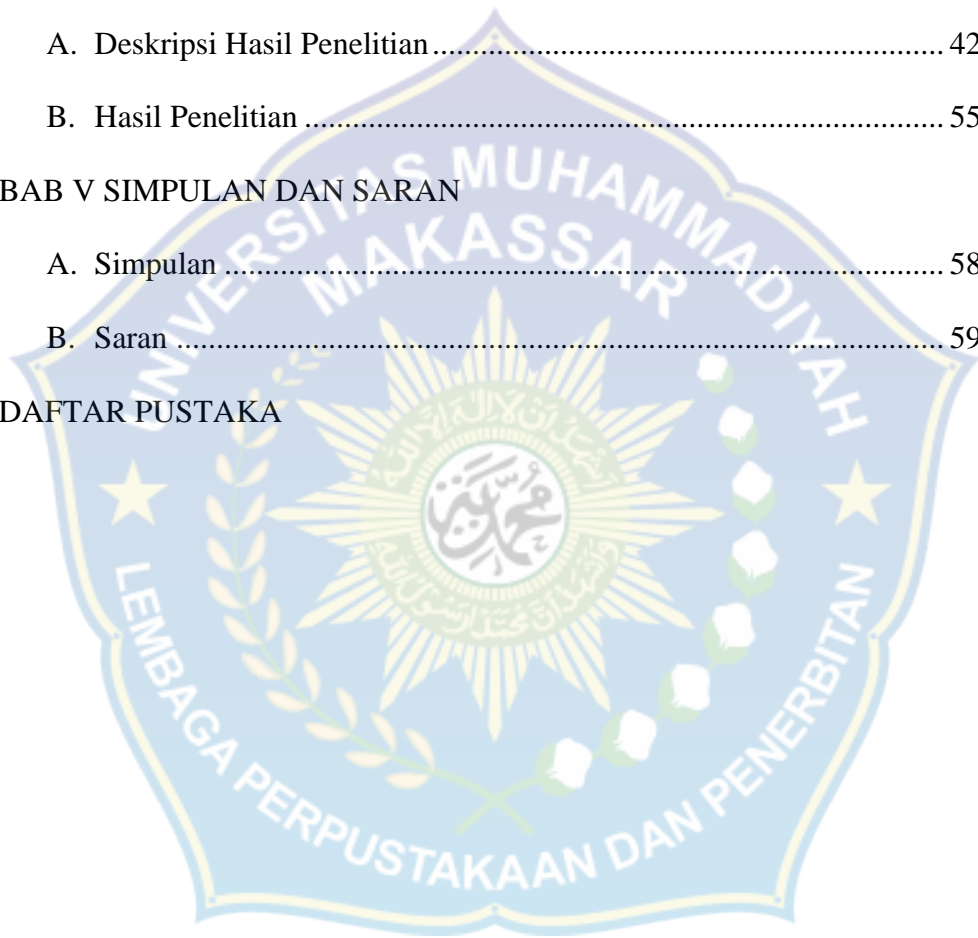 A. Deskripsi Hasil Penelitian ........................................................ 42
B. Hasil Penelitian ........................................................ 55
BAB V SIMPULAN DAN SARAN
A. Simpulan ........................................................ 58
B. Saran ........................................................ 59
DAFTAR PUSTAKA
UNIVERSITAS MUHAMMADIYAH
MAKASSAR
محمدية
LEMBAGA PERPUSTAKAAN DAN PENERBITAN